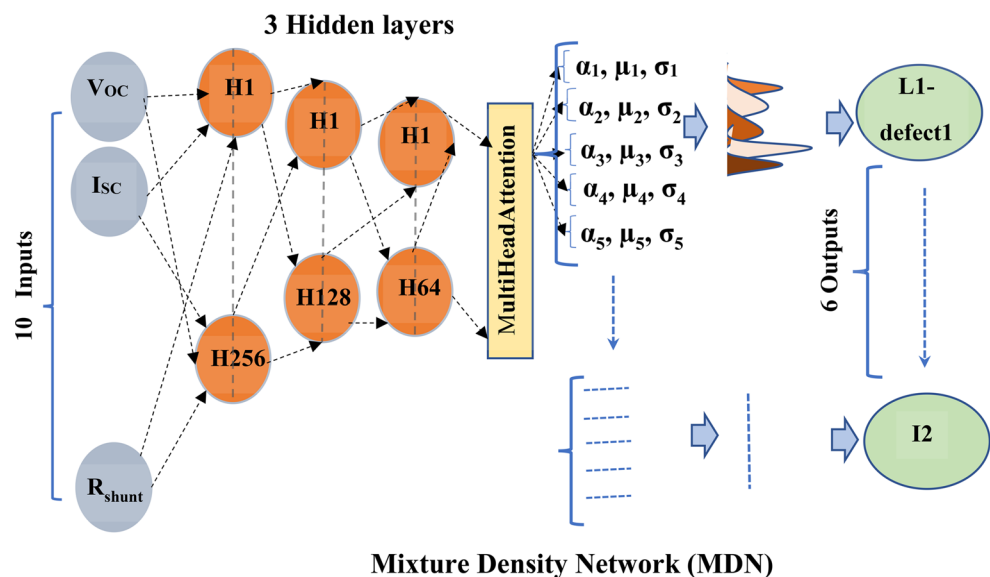 3 Hidden layers
10 Inputs
VOC
ISC
Rshunt
H1
H256
H1
H128
H1
H64
MultiHeadAttention
α1, μ1, σ1
α2, μ2, σ2
α3, μ3, σ3
α4, μ4, σ4
α5, μ5, σ5
L1-
defect1
6 Outputs
I2
Mixture Density Network (MDN)